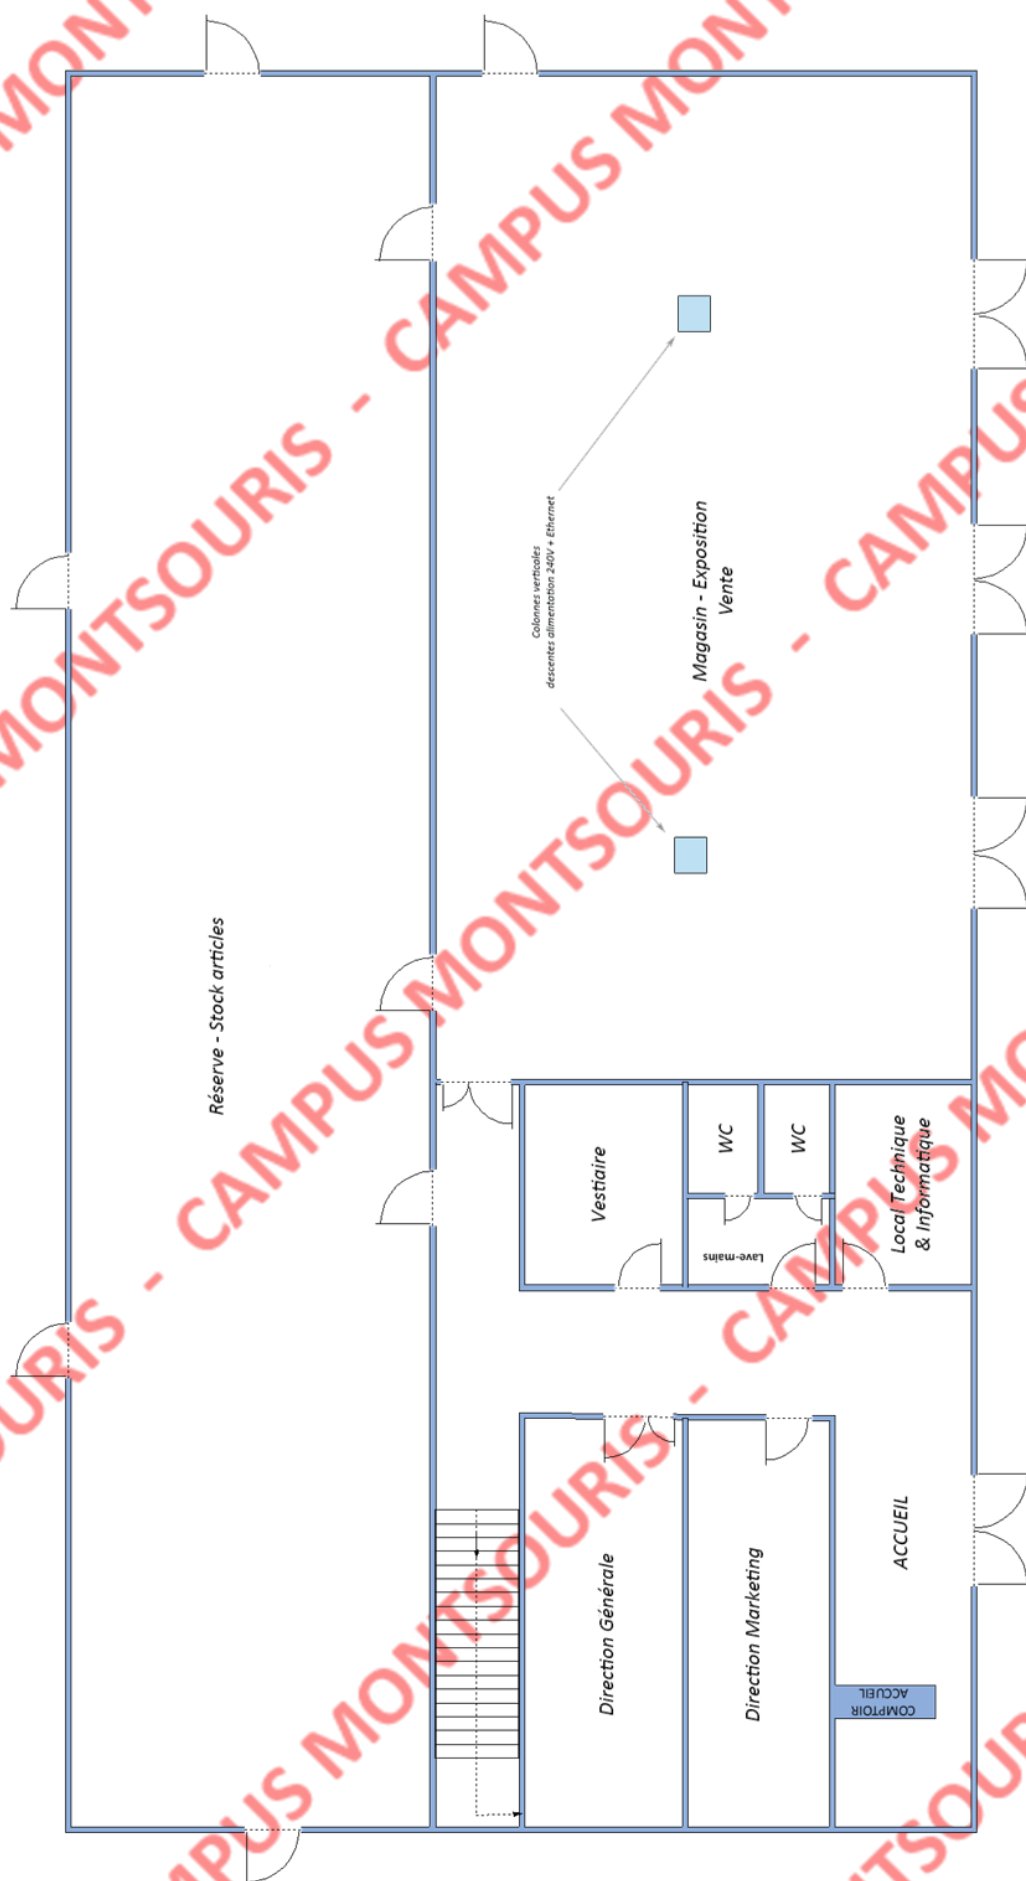 CAMPUS MONTSOURIS - CAMPUS MONTSOURIS - CAMPUS MONTSOURIS
Colonnes verticales
descentes alimentation 240V + Ethernet
Magasin - Exposition
Vente
Réserve - Stock articles
Vestiaire
WC
WC
Local Technique
& Informatique
Lave-mains
Direction Générale
Direction Marketing
ACCUEIL
COMPTOIR
ACCUEIL